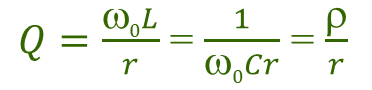 Q = ω₀L/r = 1/ω₀Cr = ρ/r